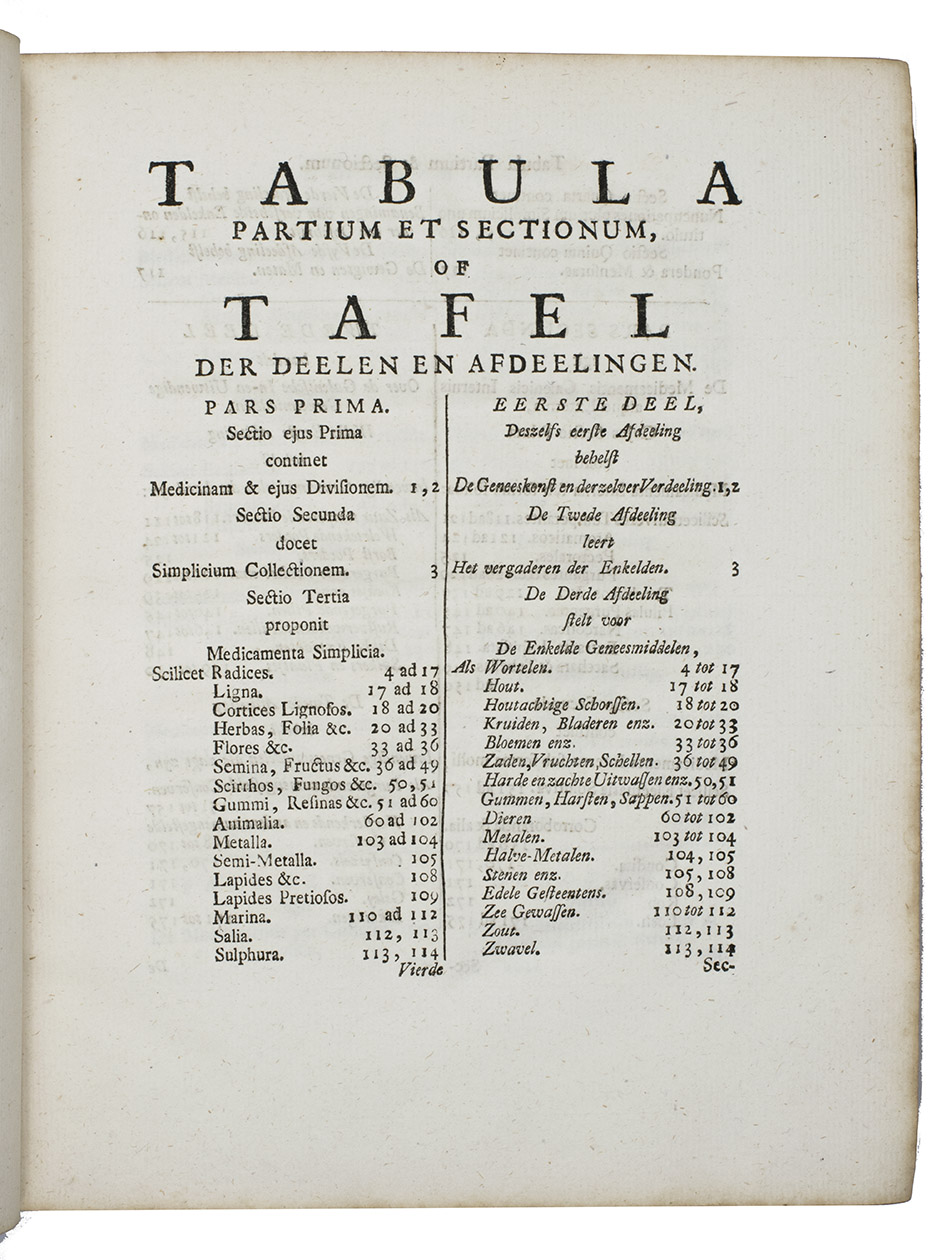 TABULA
PARTIUM ET SECTIONUM,
OF
TAFEL
DER DEELEN EN AFDEELINGEN.
PARS PRIMA.
Sectio ejus Prima
continet
Medicinam & ejus Diviſionem. 1,2
Sectio Secunda
docet
Simplicium Collectionem. 3
Sectio Tertia
proponit
Medicamenta Simplicia.
Scilicet Radices. 4 ad 17
Ligna. 17 ad 18
Cortices Lignoſos. 18 ad 20
Herbas, Folia &c. 20 ad 33
Flores &c. 33 ad 36
Semina, Fructus &c. 36 ad 49
Scirrhos, Fungos &c. 50, 51
Gummi, Reſinas &c. 51 ad 60
Animalia. 60 ad 102
Metalla. 103 ad 104
Semi-Metalla. 105
Lapides &c. 108
Lapides Pretioſos. 109
Marina. 110 ad 112
Salia. 112, 113
Sulphura. 113, 114
Vierde
EERSTE DEEL,
Deszelfs eerſte Afdeeling
behelſt
De Geneeskonſt en derzelver Verdeeling. 1,2
De Twede Afdeeling
leert
Het vergaderen der Enkelden. 3
De Derde Afdeeling
ſtelt voor
De Enkelde Geneesmiddelen,
Als Wortelen. 4 tot 17
Hout. 17 tot 18
Houtachtige Schorſſen. 18 tot 20
Kruiden, Bladeren enz. 20 tot 33
Bloemen enz. 33 tot 36
Zaden, Vruchten, Schellen. 36 tot 49
Harde en zachte Uitwaſſen enz. 50, 51
Gummen, Harſten, Sappen. 51 tot 60
Dieren 60 tot 102
Metalen. 103 tot 104
Halve-Metalen. 104, 105
Stenen enz. 105, 108
Edele Geſteentens. 108, 109
Zee Gewaſſen. 110 tot 112
Zout. 112, 113
Zwavel. 113, 114
Sec-